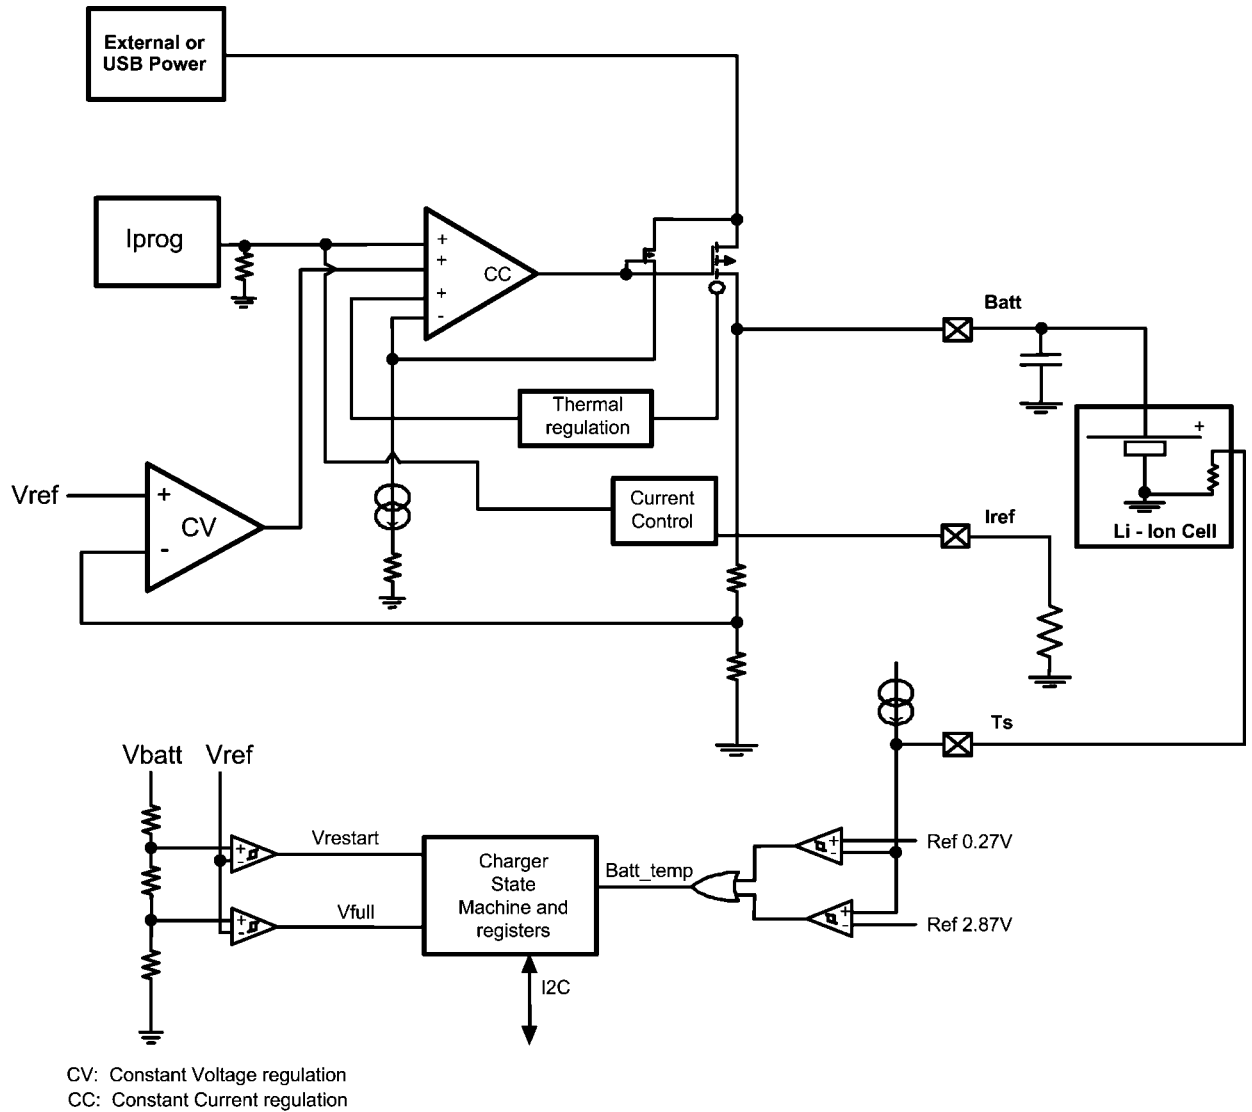 External or
USB Power
Iprog
+
+
CC
+
-
Batt
Thermal
regulation
+
Vref
+
CV
-
Current
Control
Iref
Li - Ion Cell
Ts
Vbatt
Vref
Vrestart
+
-
Charger
State
Machine and
registers
Batt_temp
+
-
Ref 0.27V
Vfull
+
-
+
-
Ref 2.87V
I2C
CV: Constant Voltage regulation
CC: Constant Current regulation